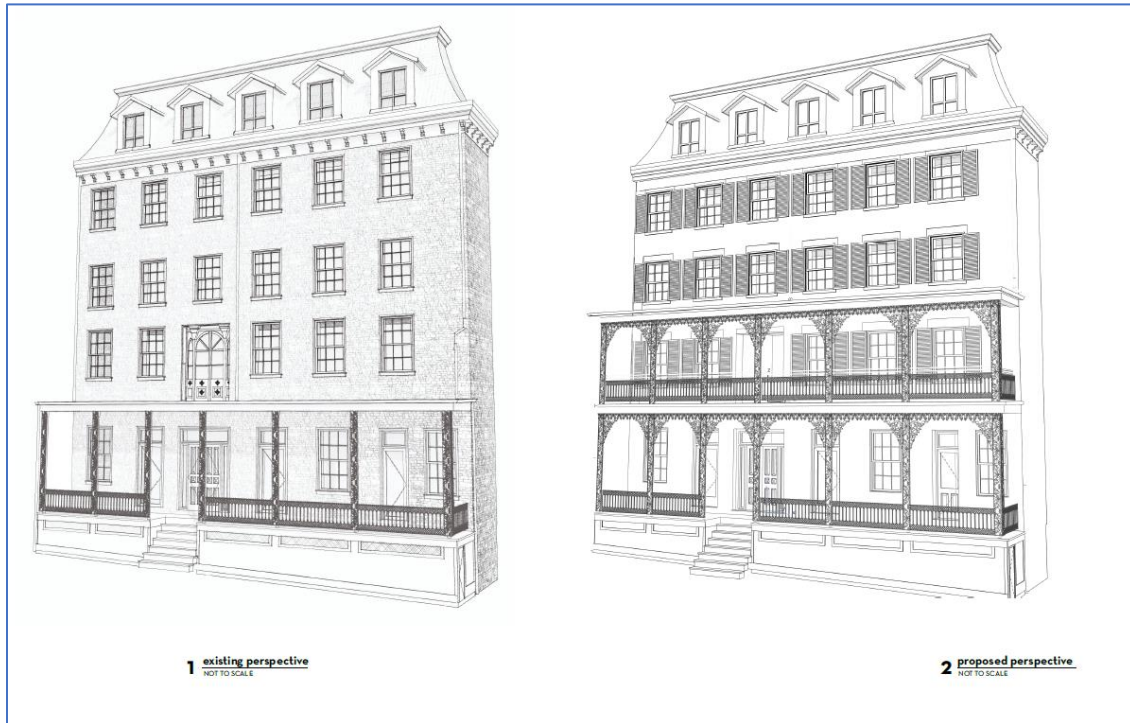 1 existing perspective
NOT TO SCALE
2 proposed perspective
NOT TO SCALE